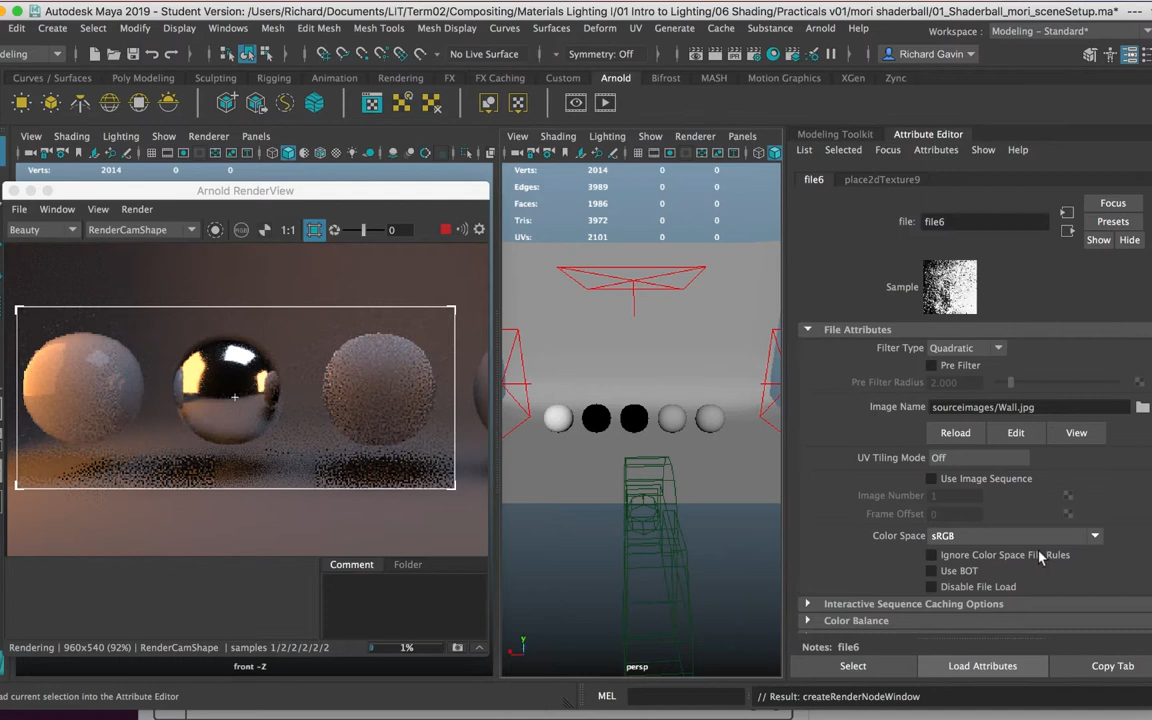 Autodesk Maya 2019 - Student Version: /Users/Richard/Documents/LIT/Term02/Compositing/Materials Lighting I/01 Intro to Lighting/06 Shading/Practicals v01/mori shaderball/01_Shaderball_mori_sceneSetup.ma* ---
Edit Create Select Modify Display Windows Mesh Edit Mesh Mesh Tools Mesh Display Curves Surfaces Deform UV Generate Cache Substance Arnold Help Workspace : Modeling - Standard*
deling No Live Surface Symmetry: Off Richard Gavin
Curves / Surfaces Poly Modeling Sculpting Rigging Animation Rendering FX FX Caching Custom Arnold Bifrost MASH Motion Graphics XGen Zync
View Shading Lighting Show Renderer Panels
Verts: 2014 0 0
Arnold RenderView
File Window View Render
Beauty RenderCamShape RGB 1:1 0
Comment Folder
Rendering | 960x540 (92%) | RenderCamShape | samples 1/2/2/2/2/2 1%
front -Z
View Shading Lighting Show Renderer Panels
Verts: 2014 0 0
Edges: 3989 0 0
Faces: 1986 0 0
Tris: 3972 0 0
UVs: 2101 0 0
y
persp
Modeling Toolkit Attribute Editor
List Selected Focus Attributes Show Help
file6 place2dTexture9
Focus
file: file6 Presets
Show Hide
Sample
File Attributes
Filter Type Quadratic
Pre Filter
Pre Filter Radius 2.000
Image Name sourceimages/Wall.jpg
Reload Edit View
UV Tiling Mode Off
Use Image Sequence
Image Number 1
Frame Offset 0
Color Space sRGB
Ignore Color Space File Rules
Use BOT
Disable File Load
Interactive Sequence Caching Options
Color Balance
Notes: file6
Select Load Attributes Copy Tab
ad current selection into the Attribute Editor MEL // Result: createRenderNodeWindow